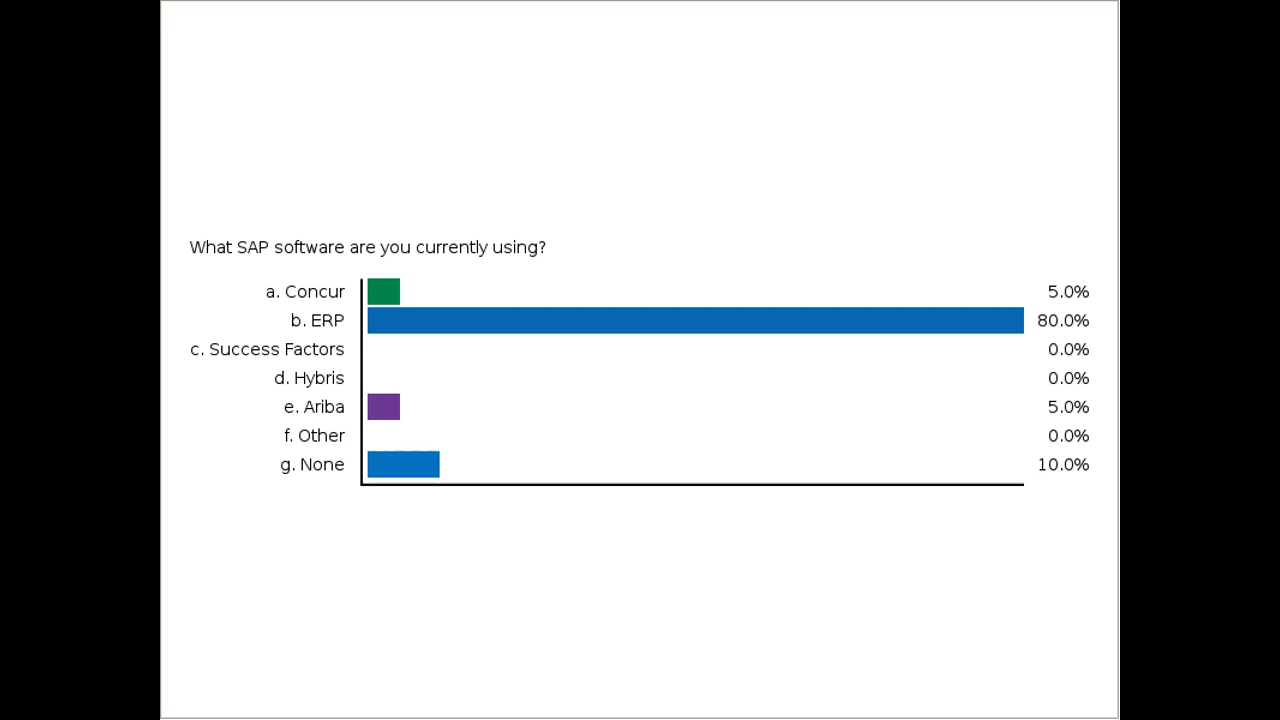 What SAP software are you currently using?
a. Concur 5.0%
b. ERP 80.0%
c. Success Factors 0.0%
d. Hybris 0.0%
e. Ariba 5.0%
f. Other 0.0%
g. None 10.0%